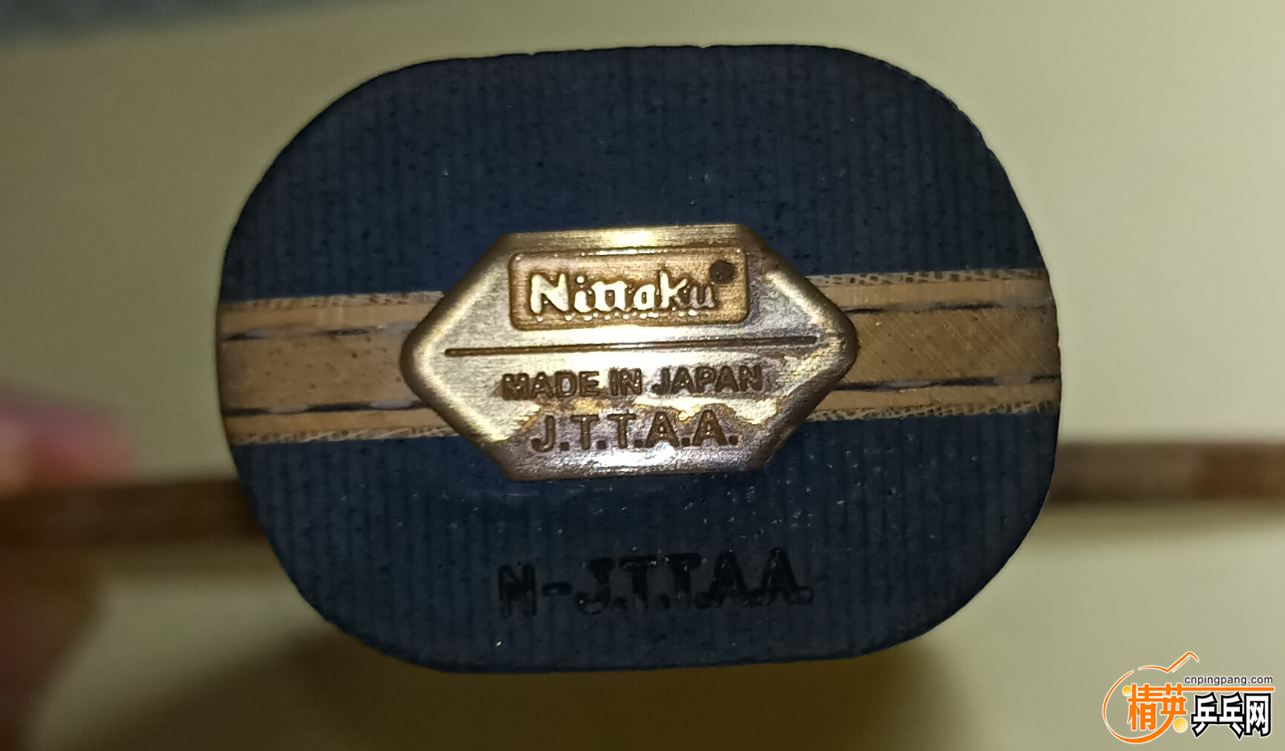 Nittaku
MADE IN JAPAN
J.T.T.A.A.
N-J.T.T.A.A.
cnpingpang.com
精英乒乓网